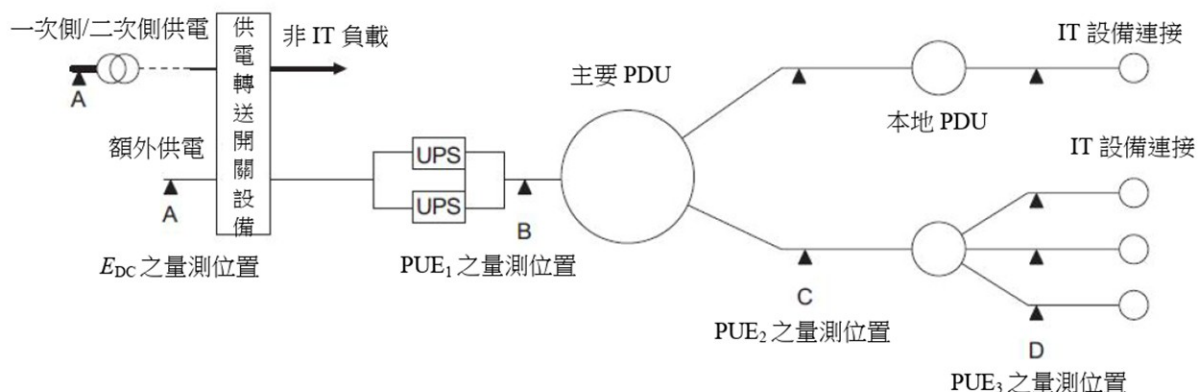 一次側/二次側供電
供電轉送開關設備
非 IT 負載
A
額外供電
A
E_DC 之量測位置
UPS
UPS
B
PUE₁ 之量測位置
主要 PDU
本地 PDU
IT 設備連接
IT 設備連接
C
PUE₂ 之量測位置
D
PUE₃ 之量測位置